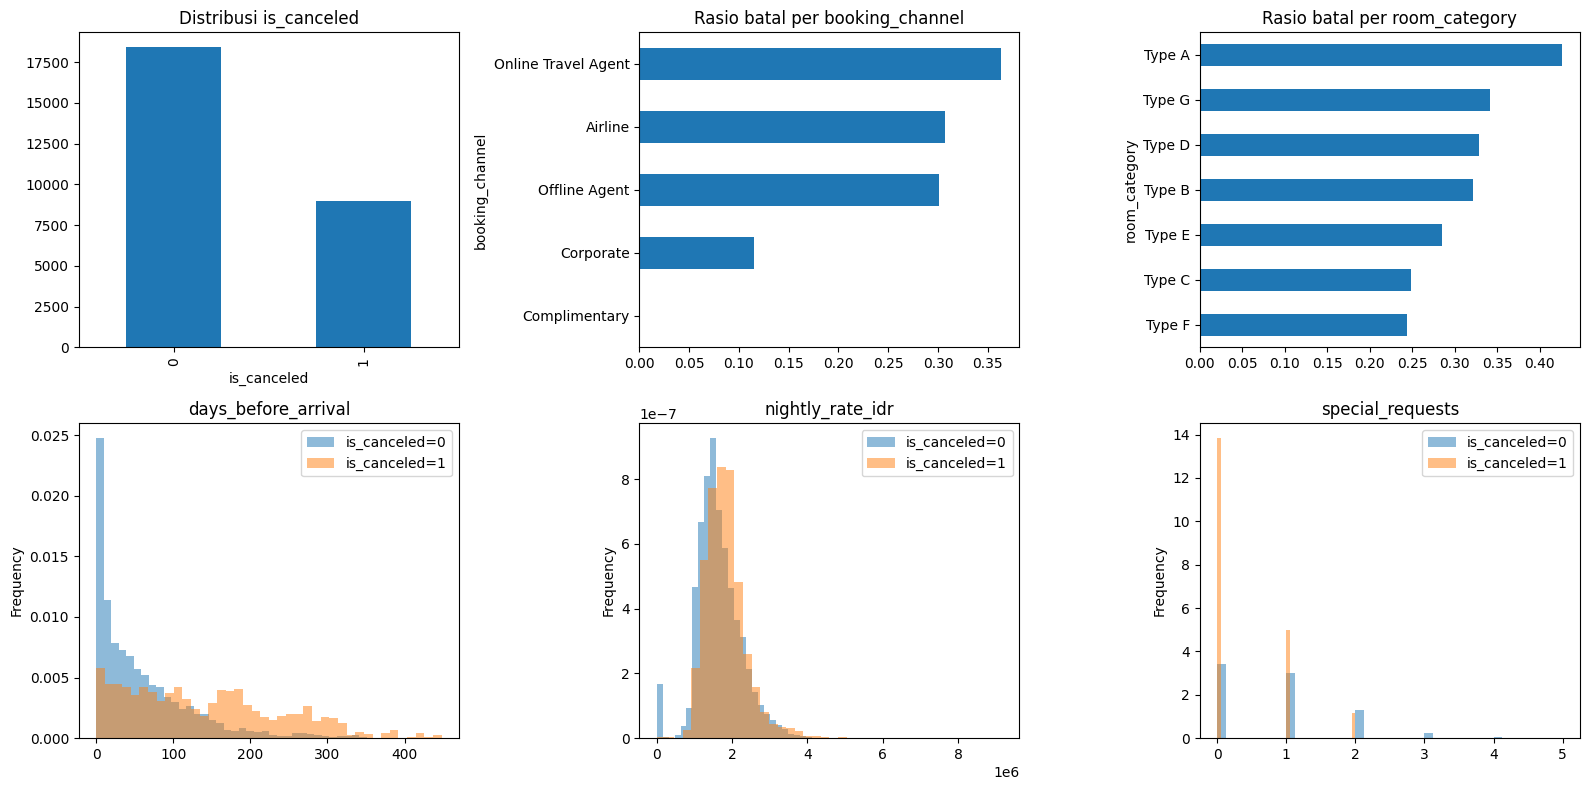 Distribusi is_canceled
17500
15000
12500
10000
7500
5000
2500
0
0
1
is_canceled
Rasio batal per booking_channel
booking_channel
Online Travel Agent
Airline
Offline Agent
Corporate
Complimentary
0.00 0.05 0.10 0.15 0.20 0.25 0.30 0.35
Rasio batal per room_category
room_category
Type A
Type G
Type D
Type B
Type E
Type C
Type F
0.00 0.05 0.10 0.15 0.20 0.25 0.30 0.35 0.40
days_before_arrival
Frequency
0.025
0.020
0.015
0.010
0.005
0.000
0 100 200 300 400
is_canceled=0
is_canceled=1
nightly_rate_idr
1e−7
Frequency
8
6
4
2
0
0 2 4 6 8
1e6
is_canceled=0
is_canceled=1
special_requests
Frequency
14
12
10
8
6
4
2
0
0 1 2 3 4 5
is_canceled=0
is_canceled=1